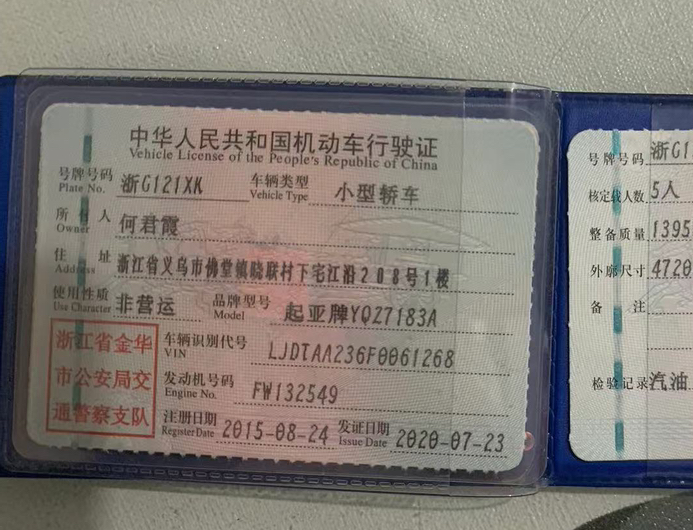 中华人民共和国机动车行驶证
Vehicle License of the People's Republic of China
号牌号码 浙G121XK 车辆类型 小型轿车
Plate No. Vehicle Type
所有人 何君霞
Owner
住址 浙江省义乌市佛堂镇晓联村下宅江沿208号1楼
Address
使用性质 非营运 品牌型号 起亚牌YQZ7183A
Use Character Model
浙江省金华
市公安局交
通警察支队
车辆识别代号 LJDTAA236F0061268
VIN
发动机号码 FW132549
Engine No.
注册日期 2015-08-24 发证日期 2020-07-23
Register Date Issue Date
号牌号码 浙G1
核定载人数 5人
整备质量 1395
外廓尺寸 4720
备注
检验记录 汽油